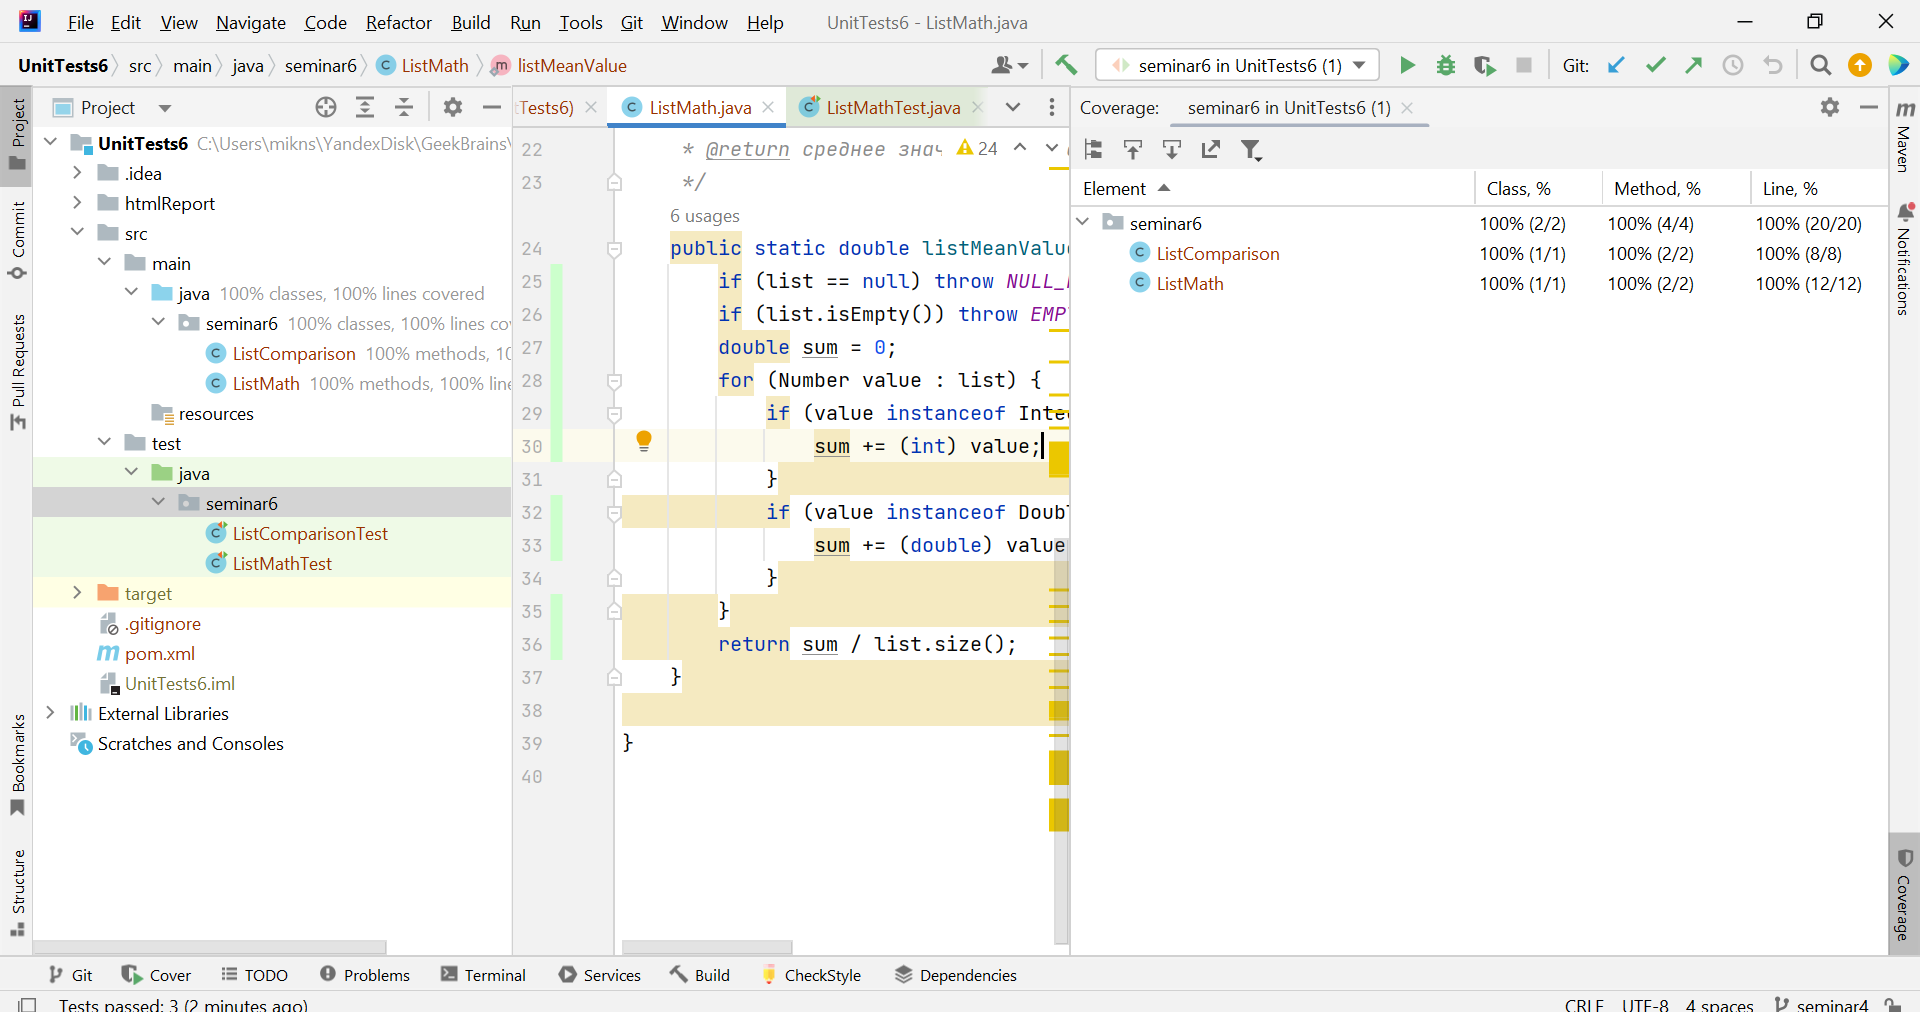 File Edit View Navigate Code Refactor Build Run Tools Git Window Help UnitTests6 - ListMath.java
UnitTests6 src main java seminar6 ListMath listMeanValue seminar6 in UnitTests6 (1) Git:
Project
Commit
Pull Requests
Bookmarks
Structure
Project
UnitTests6 C:\Users\mikns\YandexDisk\GeekBrains\
.idea
htmlReport
src
main
java 100% classes, 100% lines covered
seminar6 100% classes, 100% lines co
ListComparison 100% methods, 10
ListMath 100% methods, 100% line
resources
test
java
seminar6
ListComparisonTest
ListMathTest
target
.gitignore
pom.xml
UnitTests6.iml
External Libraries
Scratches and Consoles
Tests6) ListMath.java ListMathTest.java
22 * @return среднее знач 24
23 */
6 usages
24 public static double listMeanValu
25 if (list == null) throw NULL_
26 if (list.isEmpty()) throw EMP
27 double sum = 0;
28 for (Number value : list) {
29 if (value instanceof Inte
30 sum += (int) value;
31 }
32 if (value instanceof Doub
33 sum += (double) value
34 }
35 }
36 return sum / list.size();
37 }
38
39 }
40
Coverage: seminar6 in UnitTests6 (1)
Element Class, % Method, % Line, %
seminar6 100% (2/2) 100% (4/4) 100% (20/20)
ListComparison 100% (1/1) 100% (2/2) 100% (8/8)
ListMath 100% (1/1) 100% (2/2) 100% (12/12)
m
Maven
Notifications
Coverage
Git Cover TODO Problems Terminal Services Build CheckStyle Dependencies
Tests passed: 3 (2 minutes ago) CRLF UTF-8 4 spaces seminar4